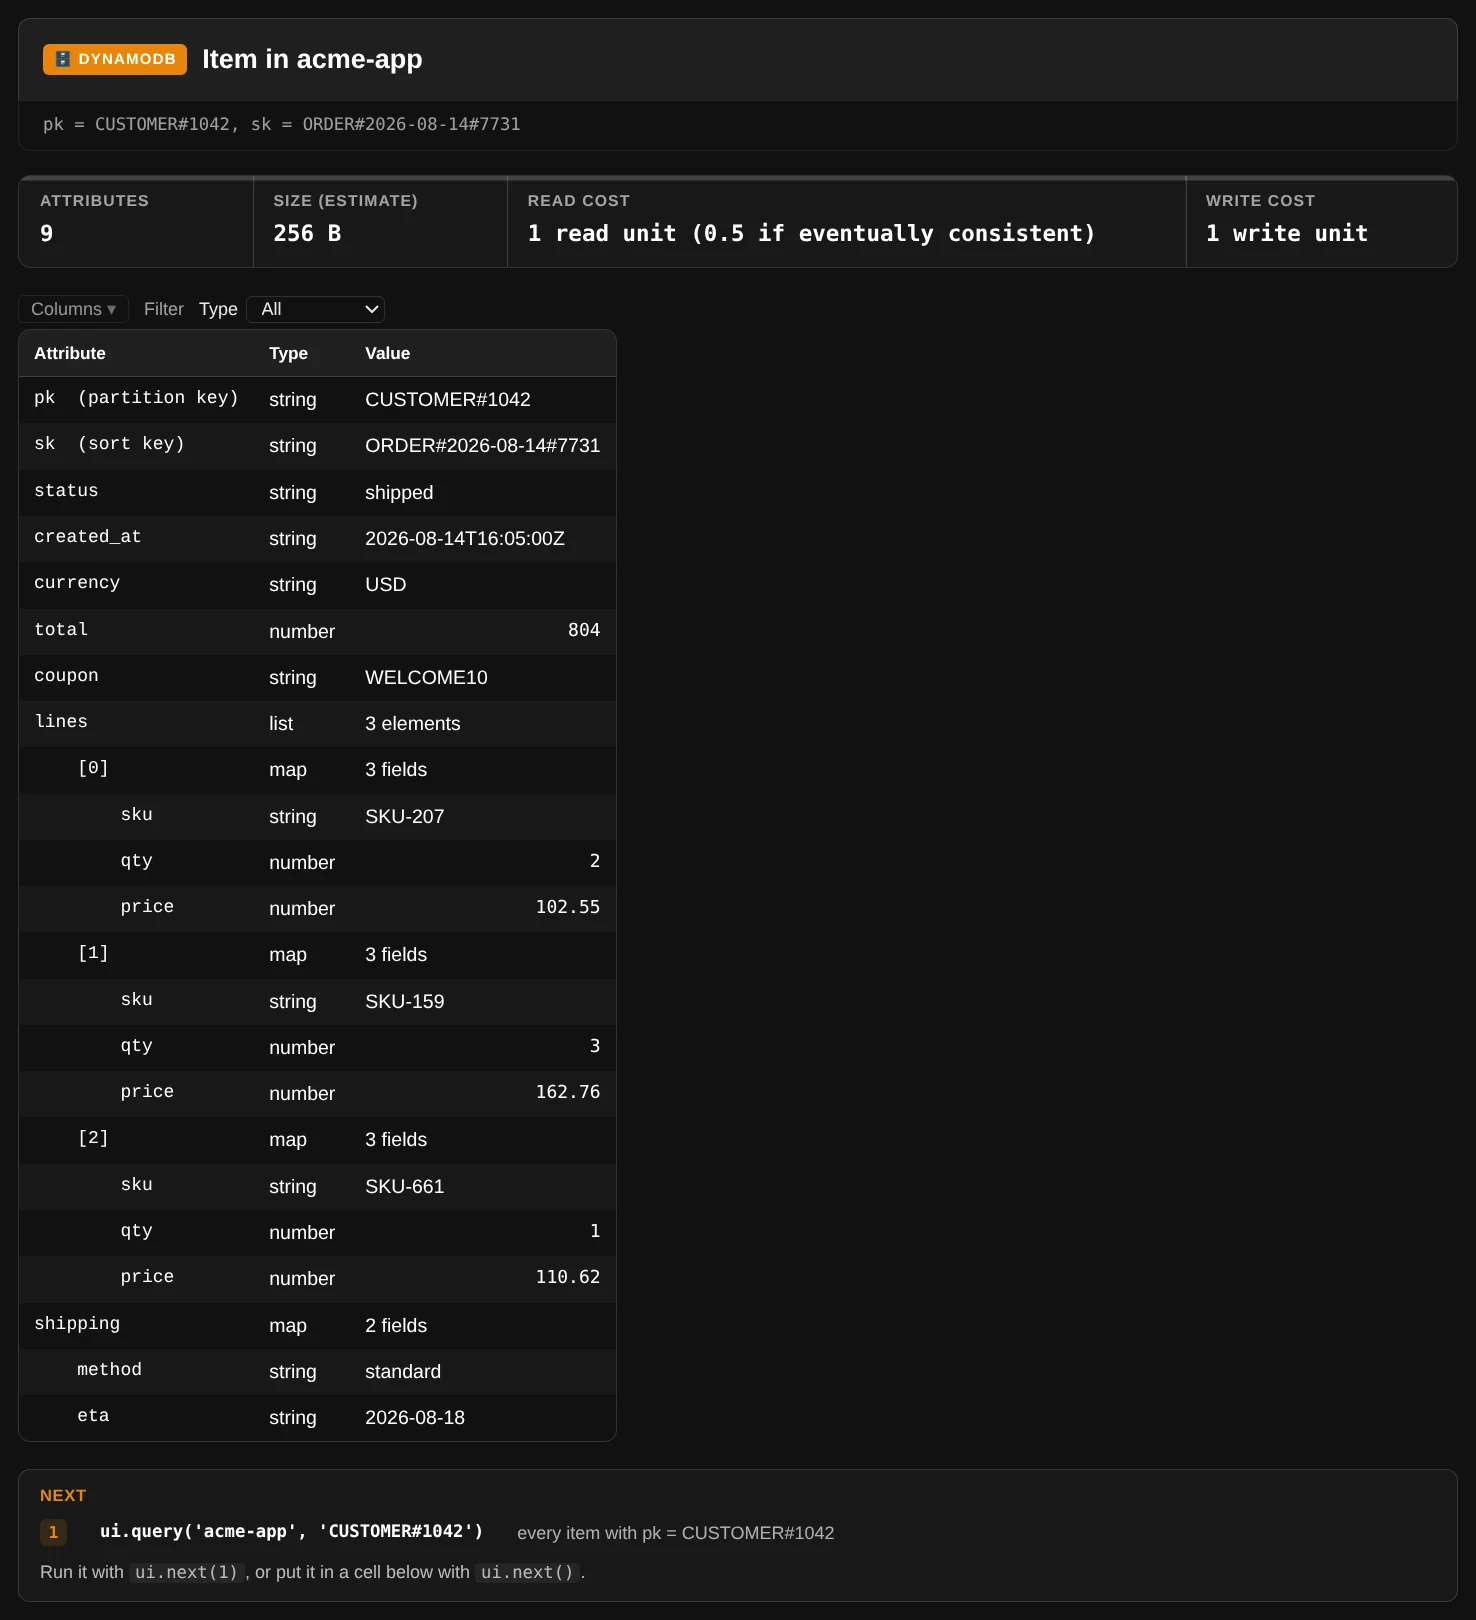 DYNAMODB Item in acme-app
pk = CUSTOMER#1042, sk = ORDER#2026-08-14#7731
ATTRIBUTES
9
SIZE (ESTIMATE)
256 B
READ COST
1 read unit (0.5 if eventually consistent)
WRITE COST
1 write unit
Columns ▾ Filter Type All
Attribute Type Value
pk (partition key) string CUSTOMER#1042
sk (sort key) string ORDER#2026-08-14#7731
status string shipped
created_at string 2026-08-14T16:05:00Z
currency string USD
total number 804
coupon string WELCOME10
lines list 3 elements
[0] map 3 fields
sku string SKU-207
qty number 2
price number 102.55
[1] map 3 fields
sku string SKU-159
qty number 3
price number 162.76
[2] map 3 fields
sku string SKU-661
qty number 1
price number 110.62
shipping map 2 fields
method string standard
eta string 2026-08-18
NEXT
1 ui.query('acme-app', 'CUSTOMER#1042') every item with pk = CUSTOMER#1042
Run it with ui.next(1), or put it in a cell below with ui.next().